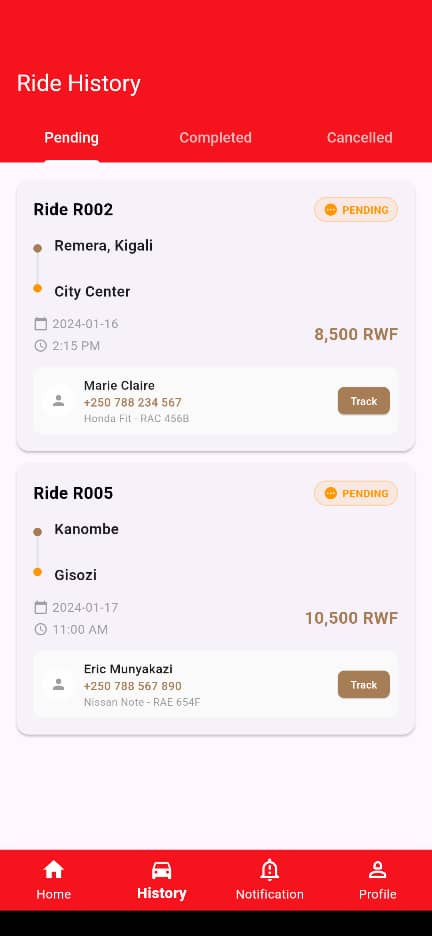 Ride History
Pending Completed Cancelled
Ride R002 PENDING
Remera, Kigali
City Center
2024-01-16
8,500 RWF
2:15 PM
Marie Claire
+250 788 234 567
Track
Honda Fit - RAC 456B
Ride R005 PENDING
Kanombe
Gisozi
2024-01-17
10,500 RWF
11:00 AM
Eric Munyakazi
+250 788 567 890
Track
Nissan Note - RAE 654F
Home History Notification Profile